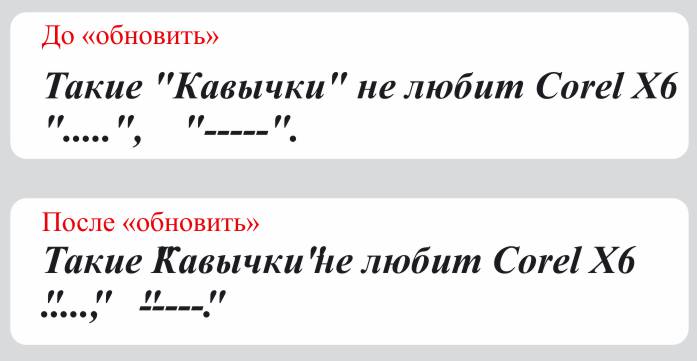 До «обновить»
Такие "Кавычки" не любит Corel X6
".....", "-----".
После «обновить»
Такие "Кавычки"не любит Corel X6
".....," "-----."